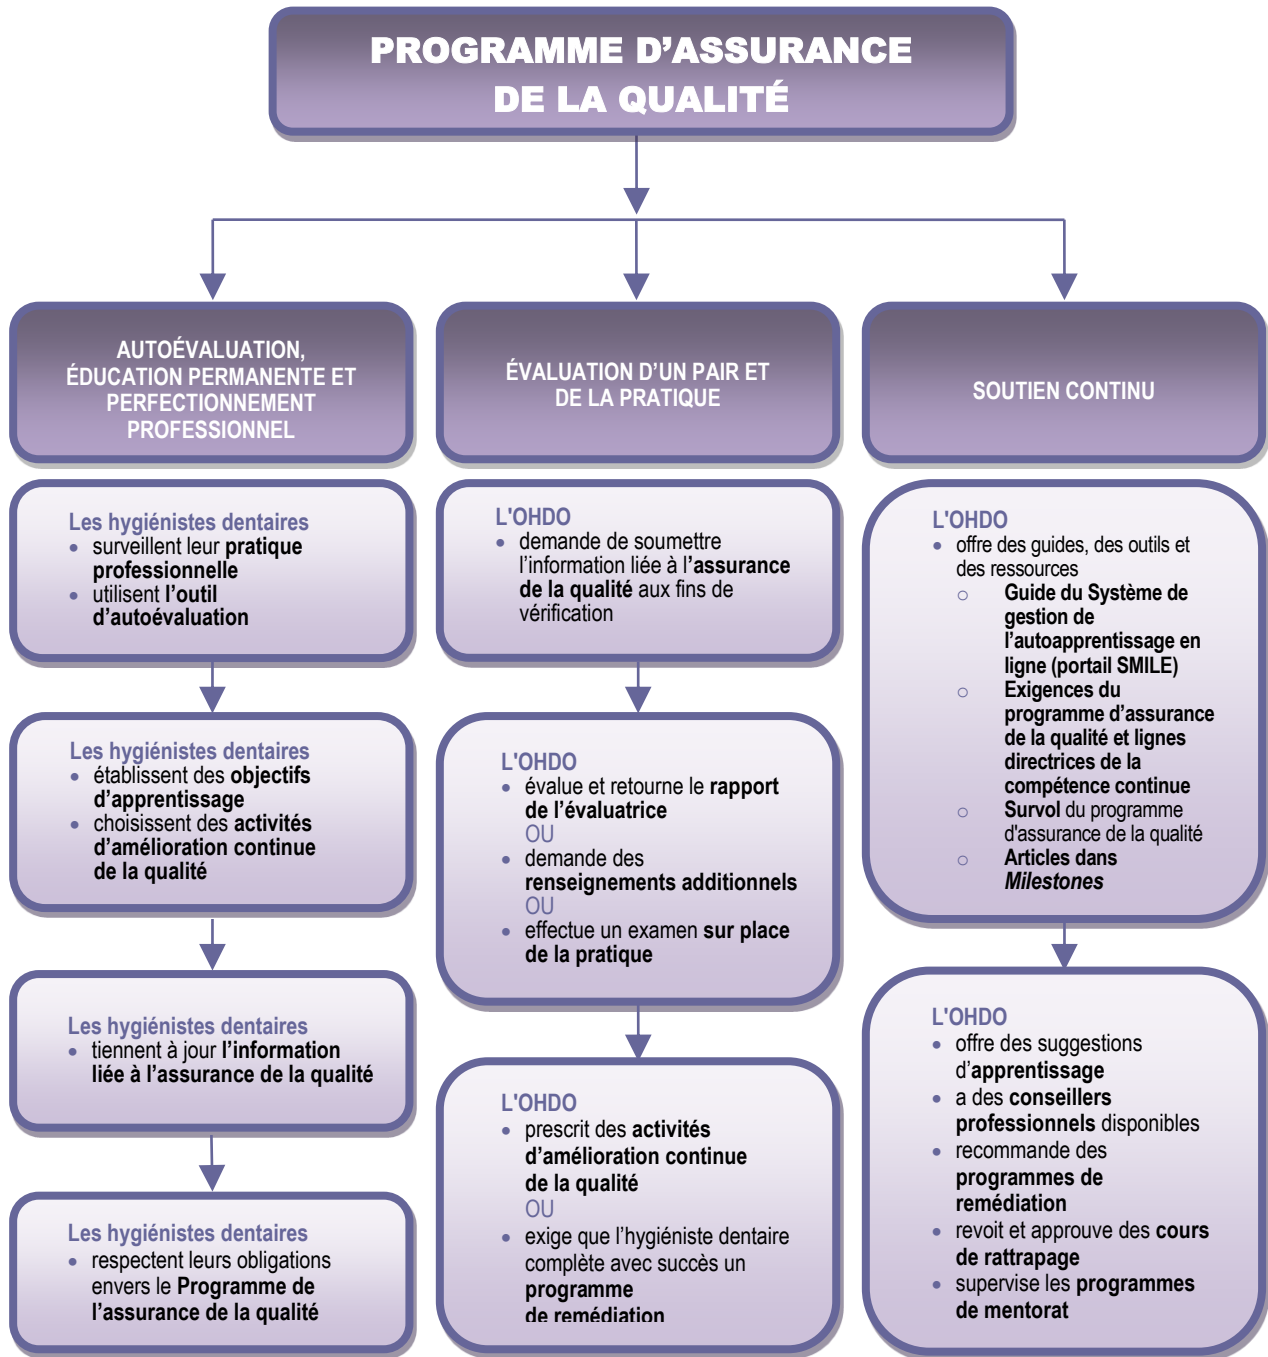 PROGRAMME D’ASSURANCE
DE LA QUALITÉ
AUTOÉVALUATION,
ÉDUCATION PERMANENTE ET
PERFECTIONNEMENT
PROFESSIONNEL
Les hygiénistes dentaires
• surveillent leur pratique
professionnelle
• utilisent l’outil
d’autoévaluation
Les hygiénistes dentaires
• établissent des objectifs
d’apprentissage
• choisissent des activités
d’amélioration continue
de la qualité
Les hygiénistes dentaires
• tiennent à jour l’information
liée à l’assurance de la qualité
Les hygiénistes dentaires
• respectent leurs obligations
envers le Programme de
l’assurance de la qualité
ÉVALUATION D’UN PAIR ET
DE LA PRATIQUE
L'OHDO
• demande de soumettre
l’information liée à l’assurance
de la qualité aux fins de
vérification
L'OHDO
• évalue et retourne le rapport
de l’évaluatrice
OU
• demande des
renseignements additionnels
OU
• effectue un examen sur place
de la pratique
L'OHDO
• prescrit des activités
d’amélioration continue
de la qualité
OU
• exige que l’hygiéniste dentaire
complète avec succès un
programme
de remédiation
SOUTIEN CONTINU
L'OHDO
• offre des guides, des outils et
des ressources
○ Guide du Système de
gestion de
l’autoapprentissage en
ligne (portail SMILE)
○ Exigences du
programme d’assurance
de la qualité et lignes
directrices de la
compétence continue
○ Survol du programme
d'assurance de la qualité
○ Articles dans
Milestones
L'OHDO
• offre des suggestions
d’apprentissage
• a des conseillers
professionnels disponibles
• recommande des
programmes de
remédiation
• revoit et approuve des cours
de rattrapage
• supervise les programmes
de mentorat